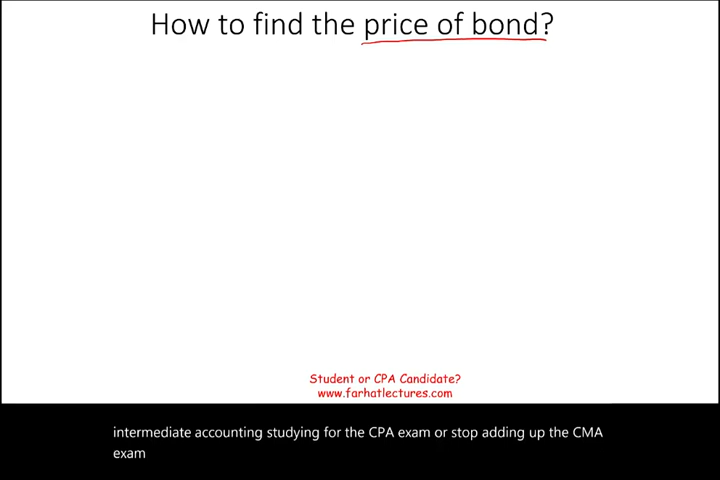 How to find the price of bond?
Student or CPA Candidate?
www.farhatlectures.com
intermediate accounting studying for the CPA exam or stop adding up the CMA
exam